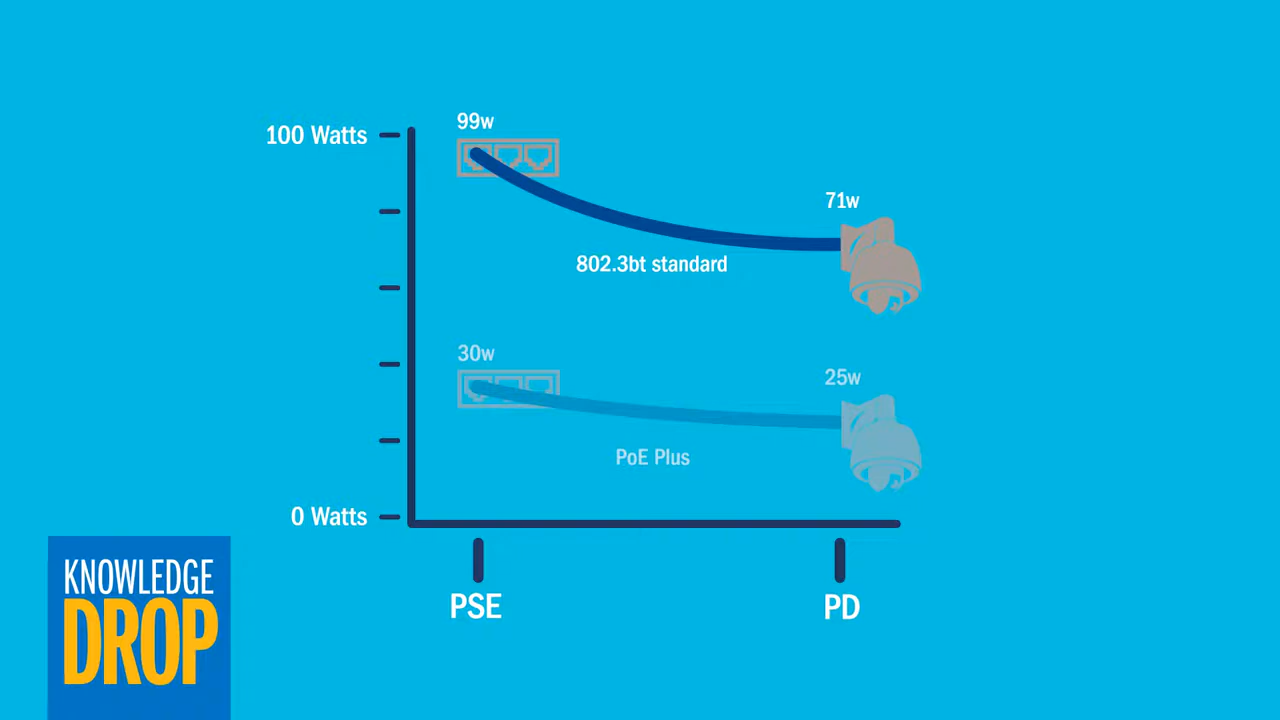 99w
100 Watts
71w
802.3bt standard
30w
25w
PoE Plus
0 Watts
KNOWLEDGE
DROP
PSE
PD